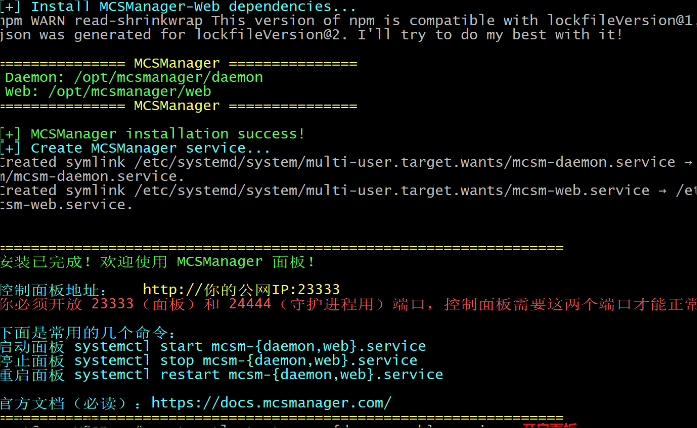 [+] Install MCSManager-Web dependencies...
npm WARN read-shrinkwrap This version of npm is compatible with lockfileVersion@1
json was generated for lockfileVersion@2. I'll try to do my best with it!
=============== MCSManager ===============
Daemon: /opt/mcsmanager/daemon
Web: /opt/mcsmanager/web
=============== MCSManager ===============
[+] MCSManager installation success!
[+] Create MCSManager service...
Created symlink /etc/systemd/system/multi-user.target.wants/mcsm-daemon.service →
m/mcsm-daemon.service.
Created symlink /etc/systemd/system/multi-user.target.wants/mcsm-web.service → /et
csm-web.service.
==================================================================
安装已完成！欢迎使用 MCSManager 面板！
控制面板地址： http://你的公网IP:23333
你必须开放 23333（面板）和 24444（守护进程用）端口，控制面板需要这两个端口才能正常
下面是常用的几个命令：
启动面板 systemctl start mcsm-{daemon,web}.service
停止面板 systemctl stop mcsm-{daemon,web}.service
重启面板 systemctl restart mcsm-{daemon,web}.service
官方文档（必读）：https://docs.mcsmanager.com/
==================================================================